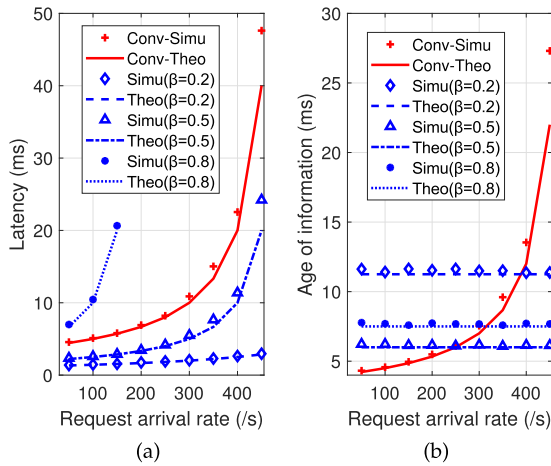 50
40
30
20
10
0
Latency (ms)
Conv-Simu
Conv-Theo
Simu(β=0.2)
Theo(β=0.2)
Simu(β=0.5)
Theo(β=0.5)
Simu(β=0.8)
Theo(β=0.8)
100 200 300 400
Request arrival rate (/s)
(a)
30
25
20
15
10
5
Age of information (ms)
Conv-Simu
Conv-Theo
Simu(β=0.2)
Theo(β=0.2)
Simu(β=0.5)
Theo(β=0.5)
Simu(β=0.8)
Theo(β=0.8)
100 200 300 400
Request arrival rate (/s)
(b)